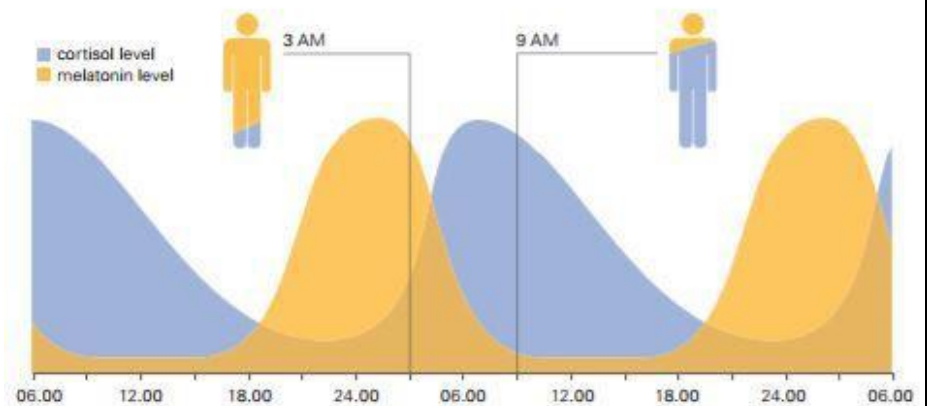 3 AM
9 AM
cortisol level
melatonin level
06.00 12.00 18.00 24.00 06.00 12.00 18.00 24.00 06.00